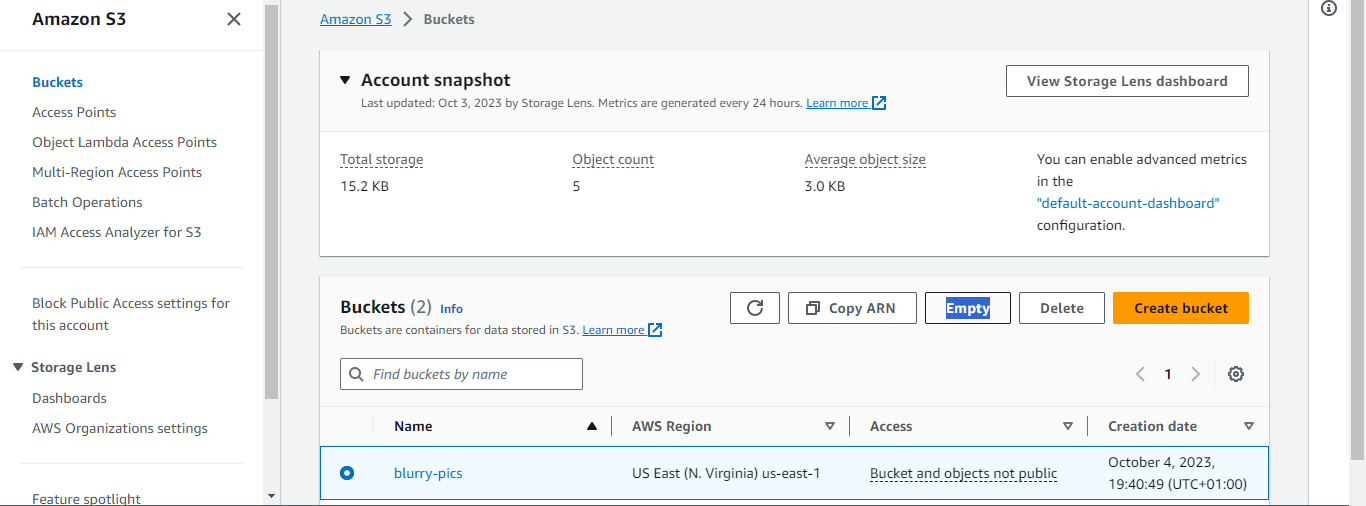 Amazon S3
Buckets
Access Points
Object Lambda Access Points
Multi-Region Access Points
Batch Operations
IAM Access Analyzer for S3
Block Public Access settings for
this account
Storage Lens
Dashboards
AWS Organizations settings
Feature spotlight
Amazon S3 Buckets
Account snapshot
View Storage Lens dashboard
Last updated: Oct 3, 2023 by Storage Lens. Metrics are generated every 24 hours. Learn more
Total storage
15.2 KB
Object count
5
Average object size
3.0 KB
You can enable advanced metrics
in the
"default-account-dashboard"
configuration.
Buckets (2) Info
Copy ARN Empty Delete Create bucket
Buckets are containers for data stored in S3. Learn more
Find buckets by name
1
Name AWS Region Access Creation date
blurry-pics US East (N. Virginia) us-east-1 Bucket and objects not public October 4, 2023,
19:40:49 (UTC+01:00)